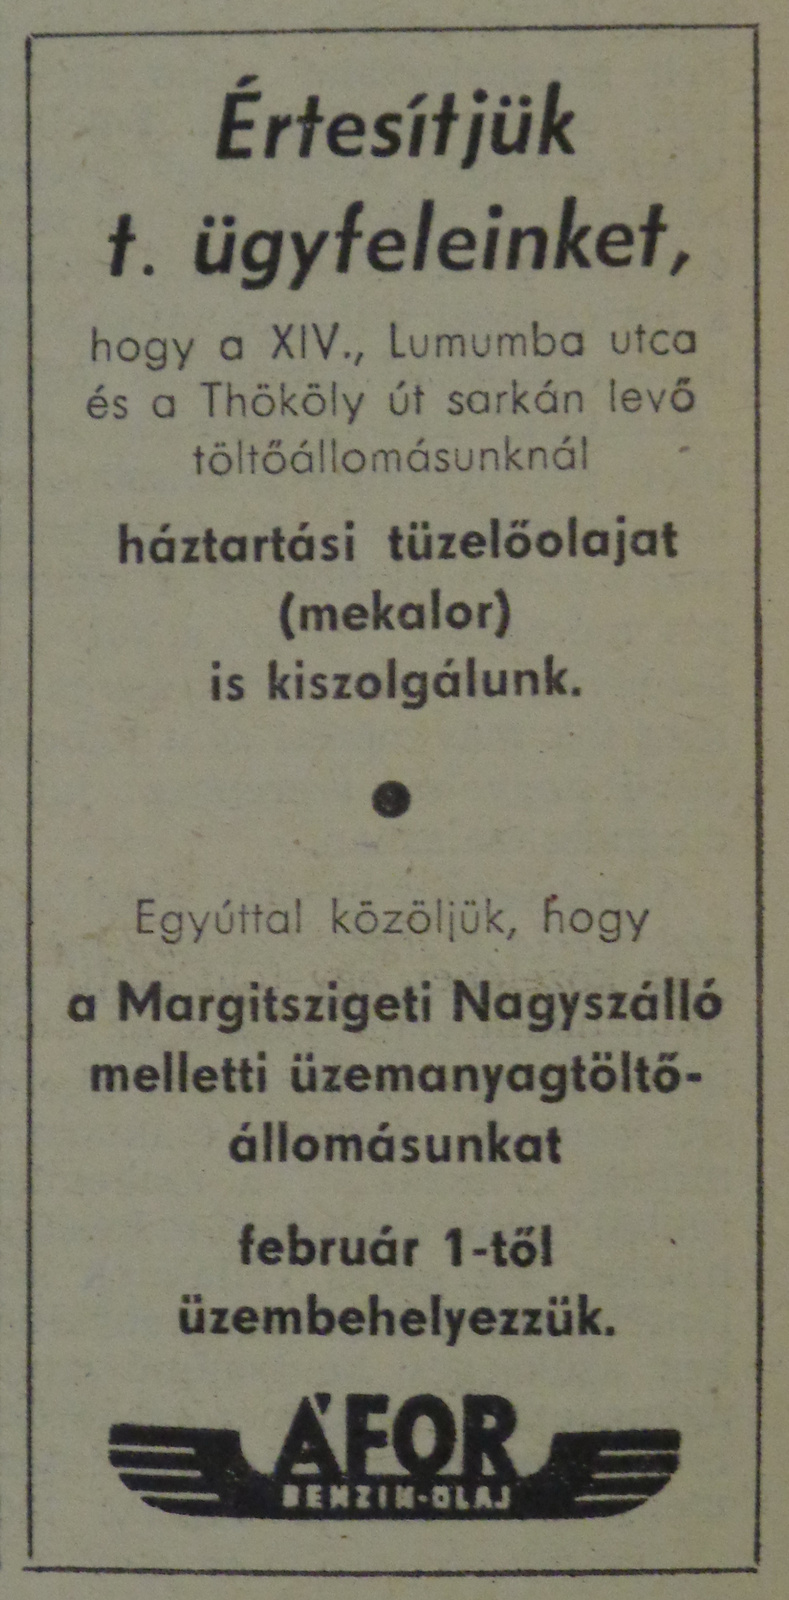 Értesítjük
t. ügyfeleinket,
hogy a XIV., Lumumba utca
és a Thököly út sarkán levő
töltőállomásunknál
háztartási tüzelőolajat
(mekalor)
is kiszolgálunk.
Egyúttal közöljük, hogy
a Margitszigeti Nagyszálló
melletti üzemanyagtöltő-
állomásunkat
február 1-től
üzembehelyezzük.
ÁFOR
BENZIN-OLAJ